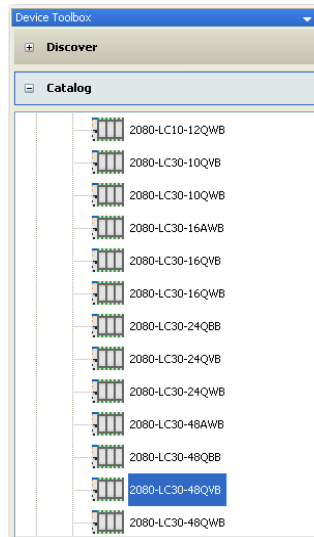 Device Toolbox
Discover
Catalog
2080-LC10-12QWB
2080-LC30-10QVB
2080-LC30-10QWB
2080-LC30-16AWB
2080-LC30-16QVB
2080-LC30-16QWB
2080-LC30-24QBB
2080-LC30-24QVB
2080-LC30-24QWB
2080-LC30-48AWB
2080-LC30-48QBB
2080-LC30-48QVB
2080-LC30-48QWB